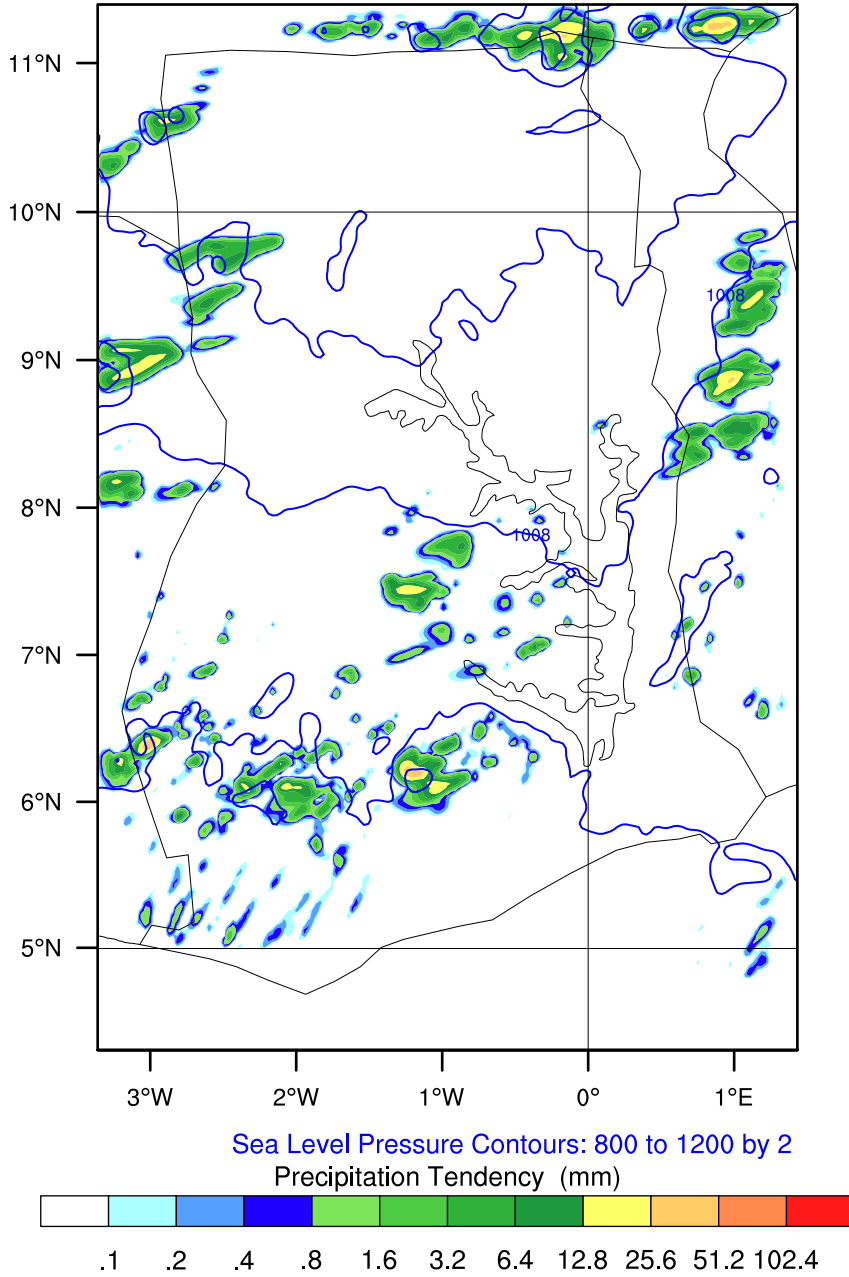 11°N
10°N
1008
9°N
8°N
1008
7°N
6°N
5°N
3°W 2°W 1°W 0° 1°E
Sea Level Pressure Contours: 800 to 1200 by 2
Precipitation Tendency (mm)
.1 .2 .4 .8 1.6 3.2 6.4 12.8 25.6 51.2 102.4